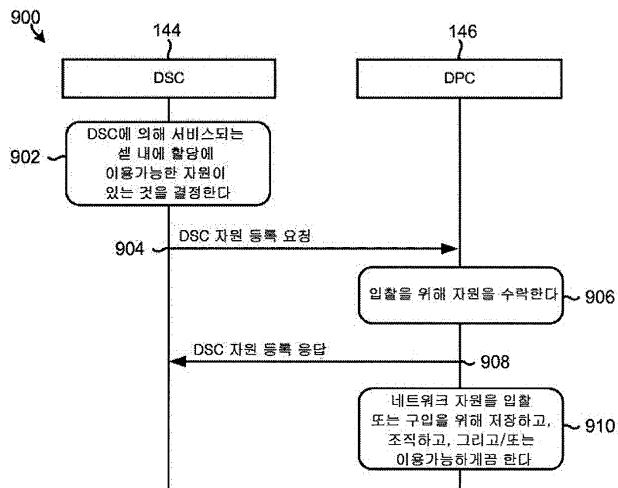 900
144
146
DSC
DPC
902
DSC에 의해 서비스되는
셀 내에 할당에
이용가능한 자원이
있는 것을 결정한다
904
DSC 자원 등록 요청
입찰을 위해 자원을 수락한다
906
DSC 자원 등록 응답
908
네트워크 자원을 입찰
또는 구입을 위해 저장하고,
조직하고, 그리고/또는
이용가능하게끔 한다
910